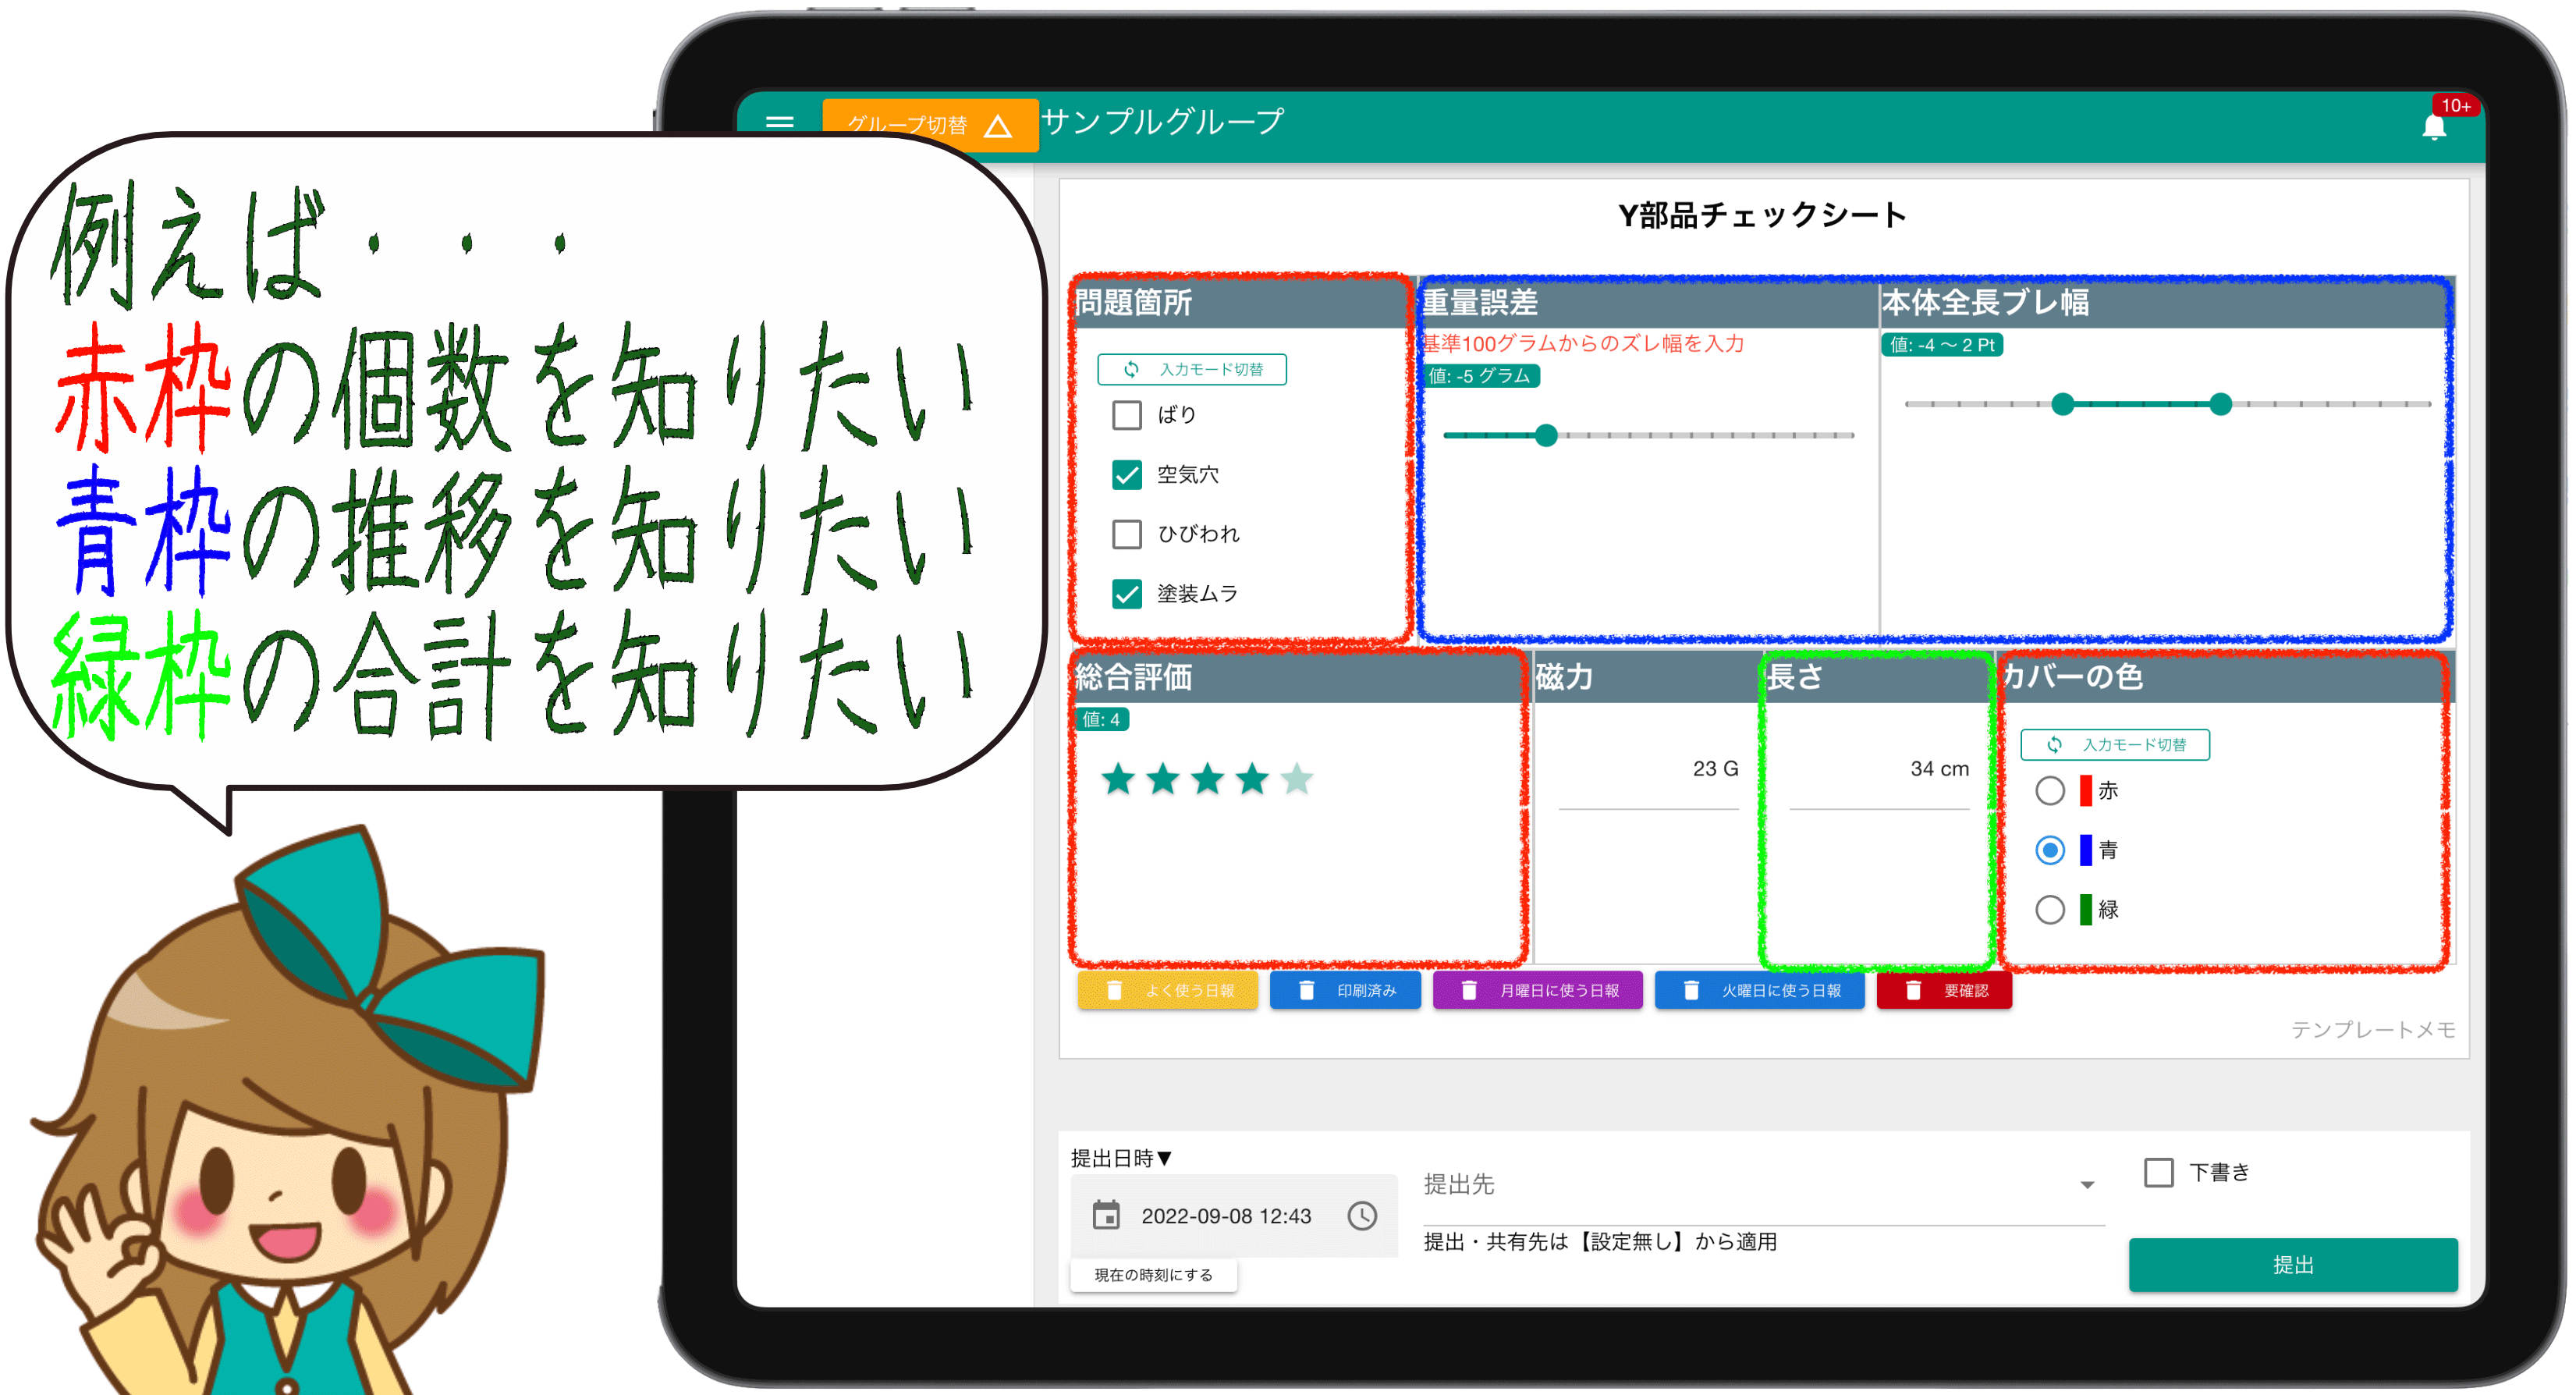 例えば・・・
赤枠の個数を知りたい
青枠の推移を知りたい
緑枠の合計を知りたい
グループ切替
サンプルグループ
10+
Y部品チェックシート
問題箇所
入力モード切替
ばり
空気穴
ひびわれ
塗装ムラ
重量誤差
基準100グラムからのズレ幅を入力
値: -5 グラム
本体全長ブレ幅
値: -4 ～ 2 Pt
総合評価
値: 4
磁力
23 G
長さ
34 cm
カバーの色
入力モード切替
赤
青
緑
よく使う日報
印刷済み
月曜日に使う日報
火曜日に使う日報
要確認
テンプレートメモ
提出日時▼
2022-09-08 12:43
現在の時刻にする
提出先
提出・共有先は【設定無し】から適用
下書き
提出